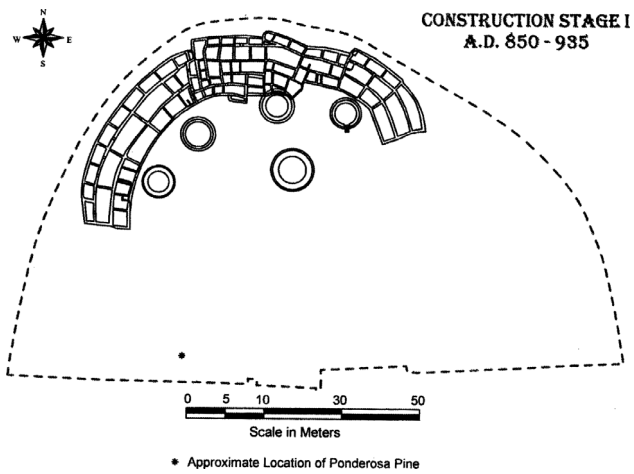 CONSTRUCTION STAGE I
A.D. 850 - 935
N
W E
S
0 5 10 30 50
Scale in Meters
* Approximate Location of Ponderosa Pine